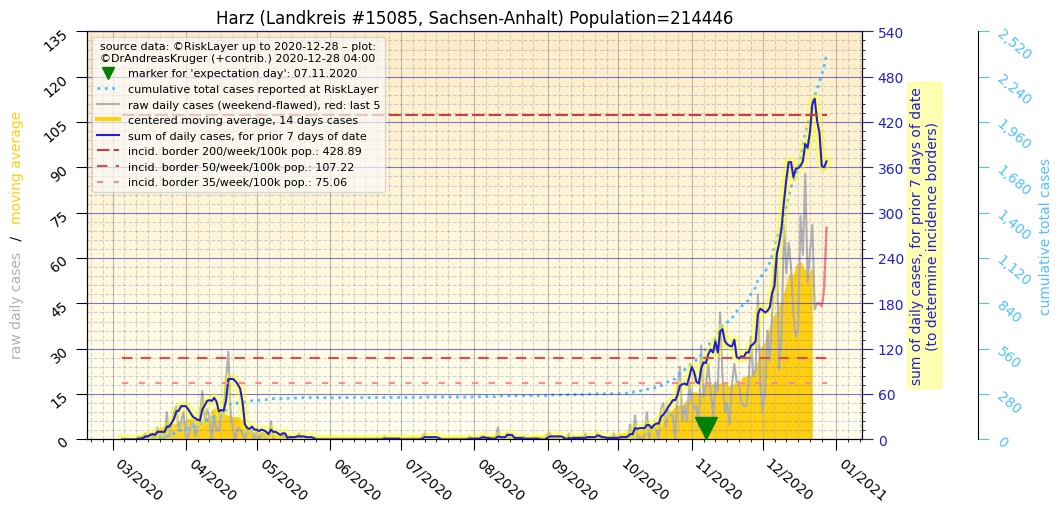 Harz (Landkreis #15085, Sachsen-Anhalt) Population=214446
source data: ©RiskLayer up to 2020-12-28 – plot:
©DrAndreasKruger (+contrib.) 2020-12-28 04:00
marker for 'expectation day': 07.11.2020
cumulative total cases reported at RiskLayer
raw daily cases (weekend-flawed), red: last 5
centered moving average, 14 days cases
sum of daily cases, for prior 7 days of date
incid. border 200/week/100k pop.: 428.89
incid. border 50/week/100k pop.: 107.22
incid. border 35/week/100k pop.: 75.06
raw daily cases / moving average
135
120
105
90
75
60
45
30
15
0
03/2020
04/2020
05/2020
06/2020
07/2020
08/2020
09/2020
10/2020
11/2020
12/2020
01/2021
540
480
420
360
300
240
180
120
60
0
sum of daily cases, for prior 7 days of date
(to determine incidence borders)
2,520
2,240
1,960
1,680
1,400
1,120
840
560
280
0
cumulative total cases